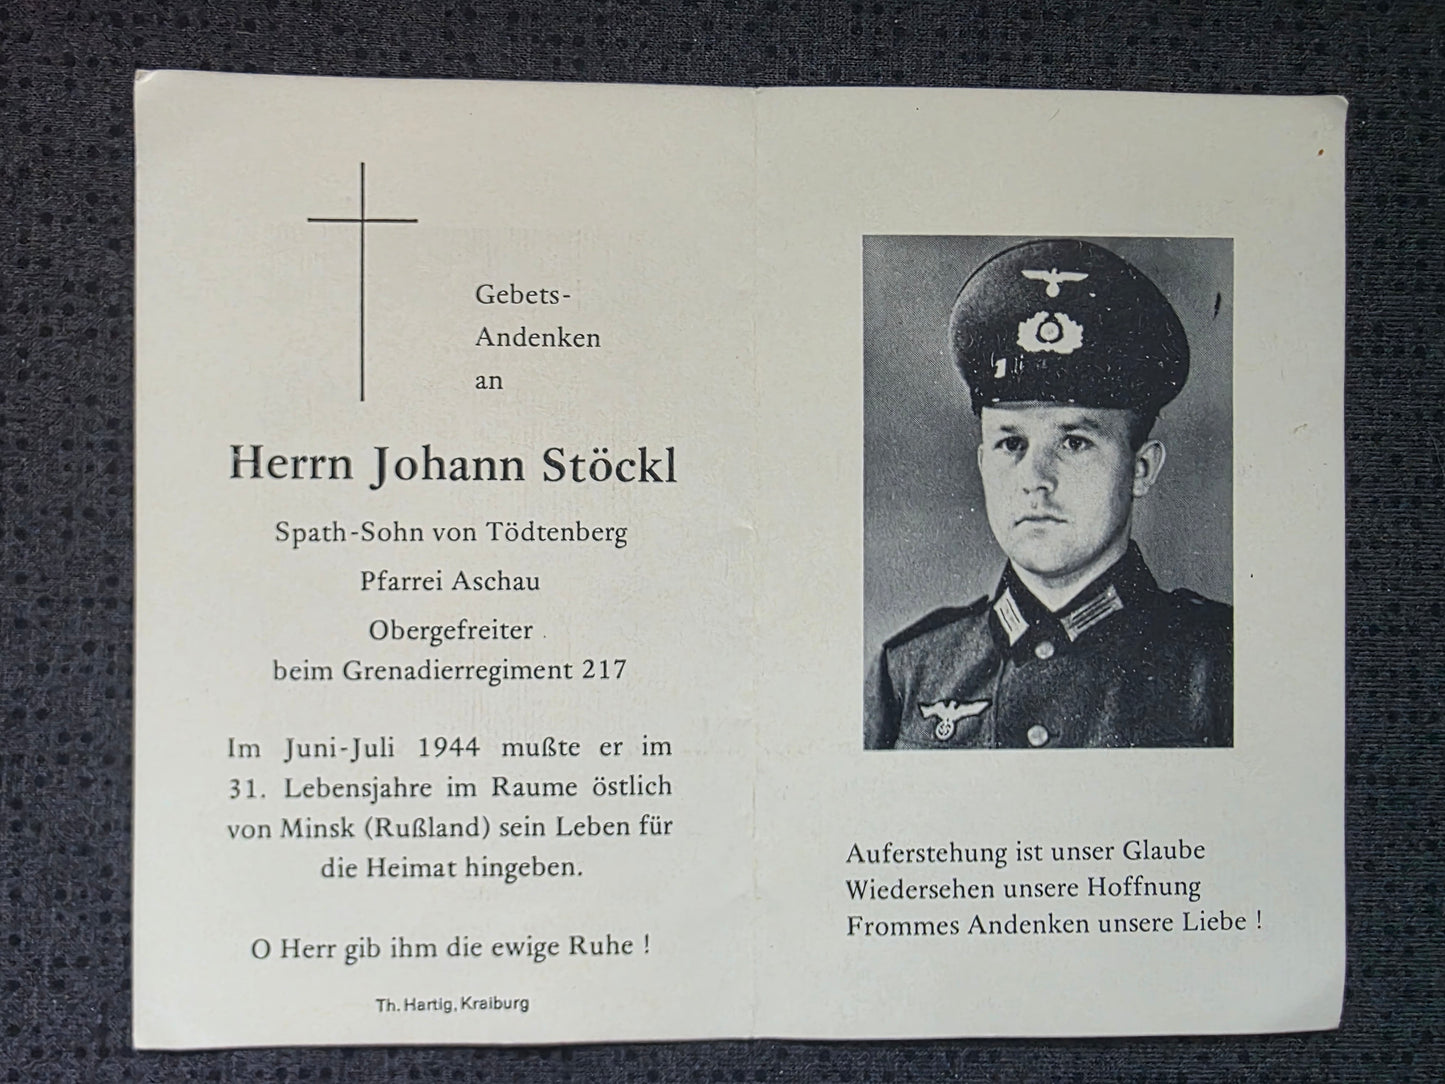 Gebets-
Andenken
an
Herrn Johann Stöckl
Spath-Sohn von Tödtenberg
Pfarrei Aschau
Obergefreiter
beim Grenadierregiment 217
Im Juni-Juli 1944 mußte er im
31. Lebensjahre im Raume östlich
von Minsk (Rußland) sein Leben für
die Heimat hingeben.
O Herr gib ihm die ewige Ruhe !
Th. Hartig, Kraiburg
Auferstehung ist unser Glaube
Wiedersehen unsere Hoffnung
Frommes Andenken unsere Liebe !